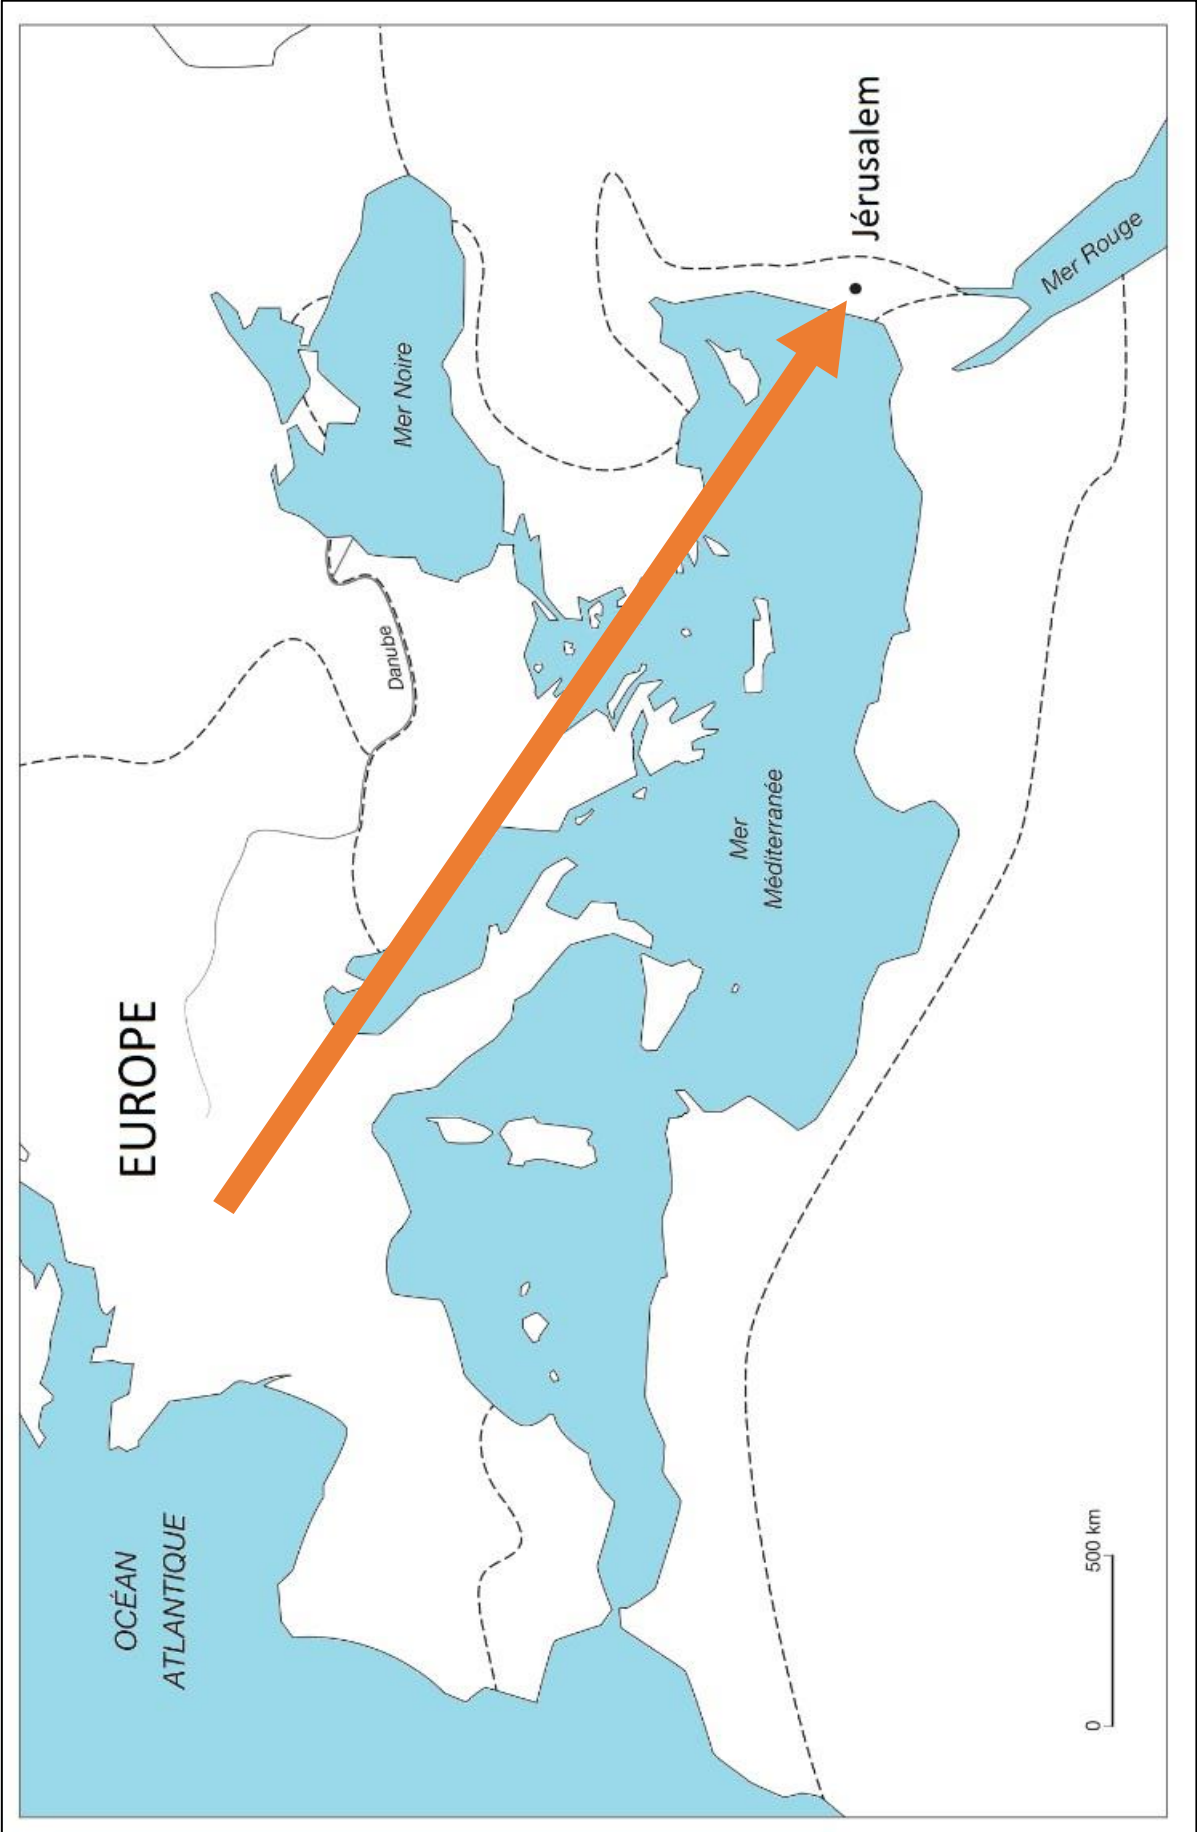 OCÉAN
ATLANTIQUE
EUROPE
Danube
Mer Noire
Mer
Méditerranée
Jérusalem
Mer Rouge
0 500 km